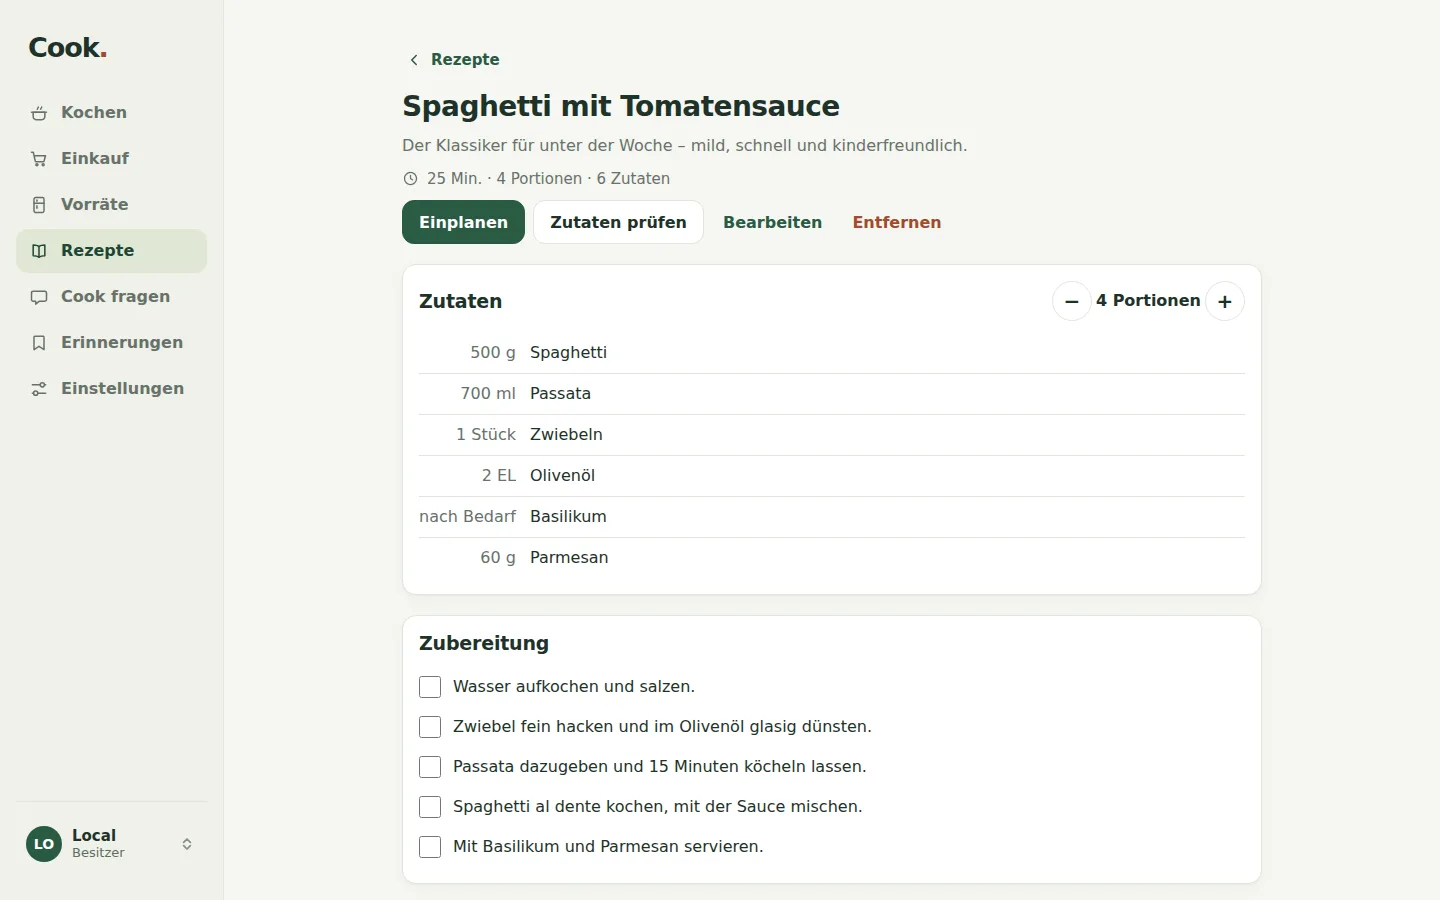 Cook.
Kochen
Einkauf
Vorräte
Rezepte
Cook fragen
Erinnerungen
Einstellungen
LO
Local
Besitzer
Rezepte
Spaghetti mit Tomatensauce
Der Klassiker für unter der Woche – mild, schnell und kinderfreundlich.
25 Min. · 4 Portionen · 6 Zutaten
Einplanen Zutaten prüfen Bearbeiten Entfernen
Zutaten − 4 Portionen +
500 g Spaghetti
700 ml Passata
1 Stück Zwiebeln
2 EL Olivenöl
nach Bedarf Basilikum
60 g Parmesan
Zubereitung
Wasser aufkochen und salzen.
Zwiebel fein hacken und im Olivenöl glasig dünsten.
Passata dazugeben und 15 Minuten köcheln lassen.
Spaghetti al dente kochen, mit der Sauce mischen.
Mit Basilikum und Parmesan servieren.